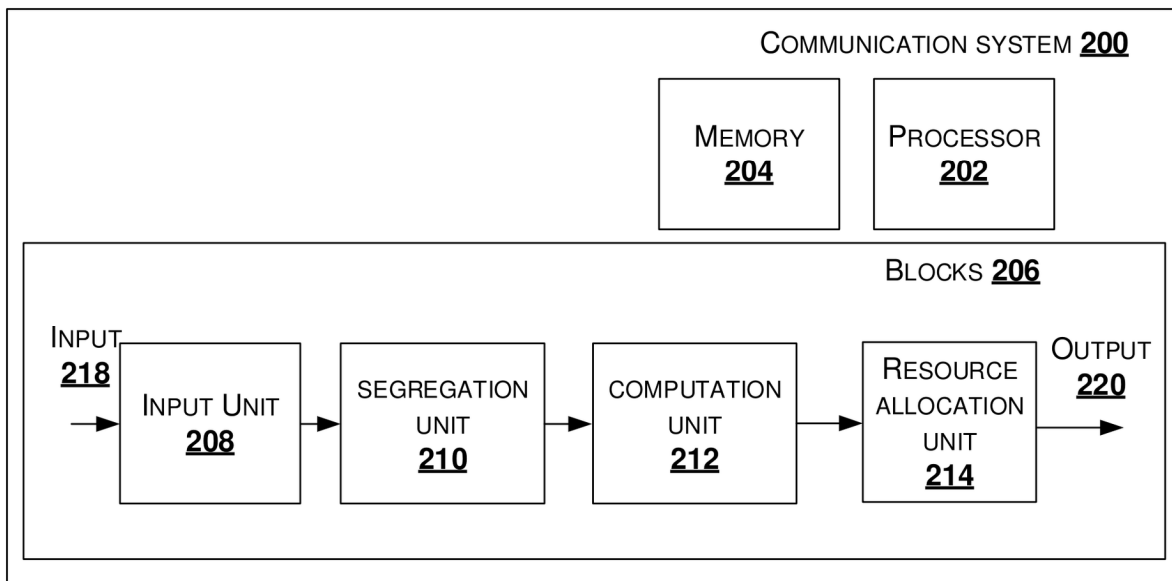 COMMUNICATION SYSTEM 200
MEMORY
204
PROCESSOR
202
BLOCKS 206
INPUT
218
INPUT UNIT
208
SEGREGATION
UNIT
210
COMPUTATION
UNIT
212
RESOURCE
ALLOCATION
UNIT
214
OUTPUT
220